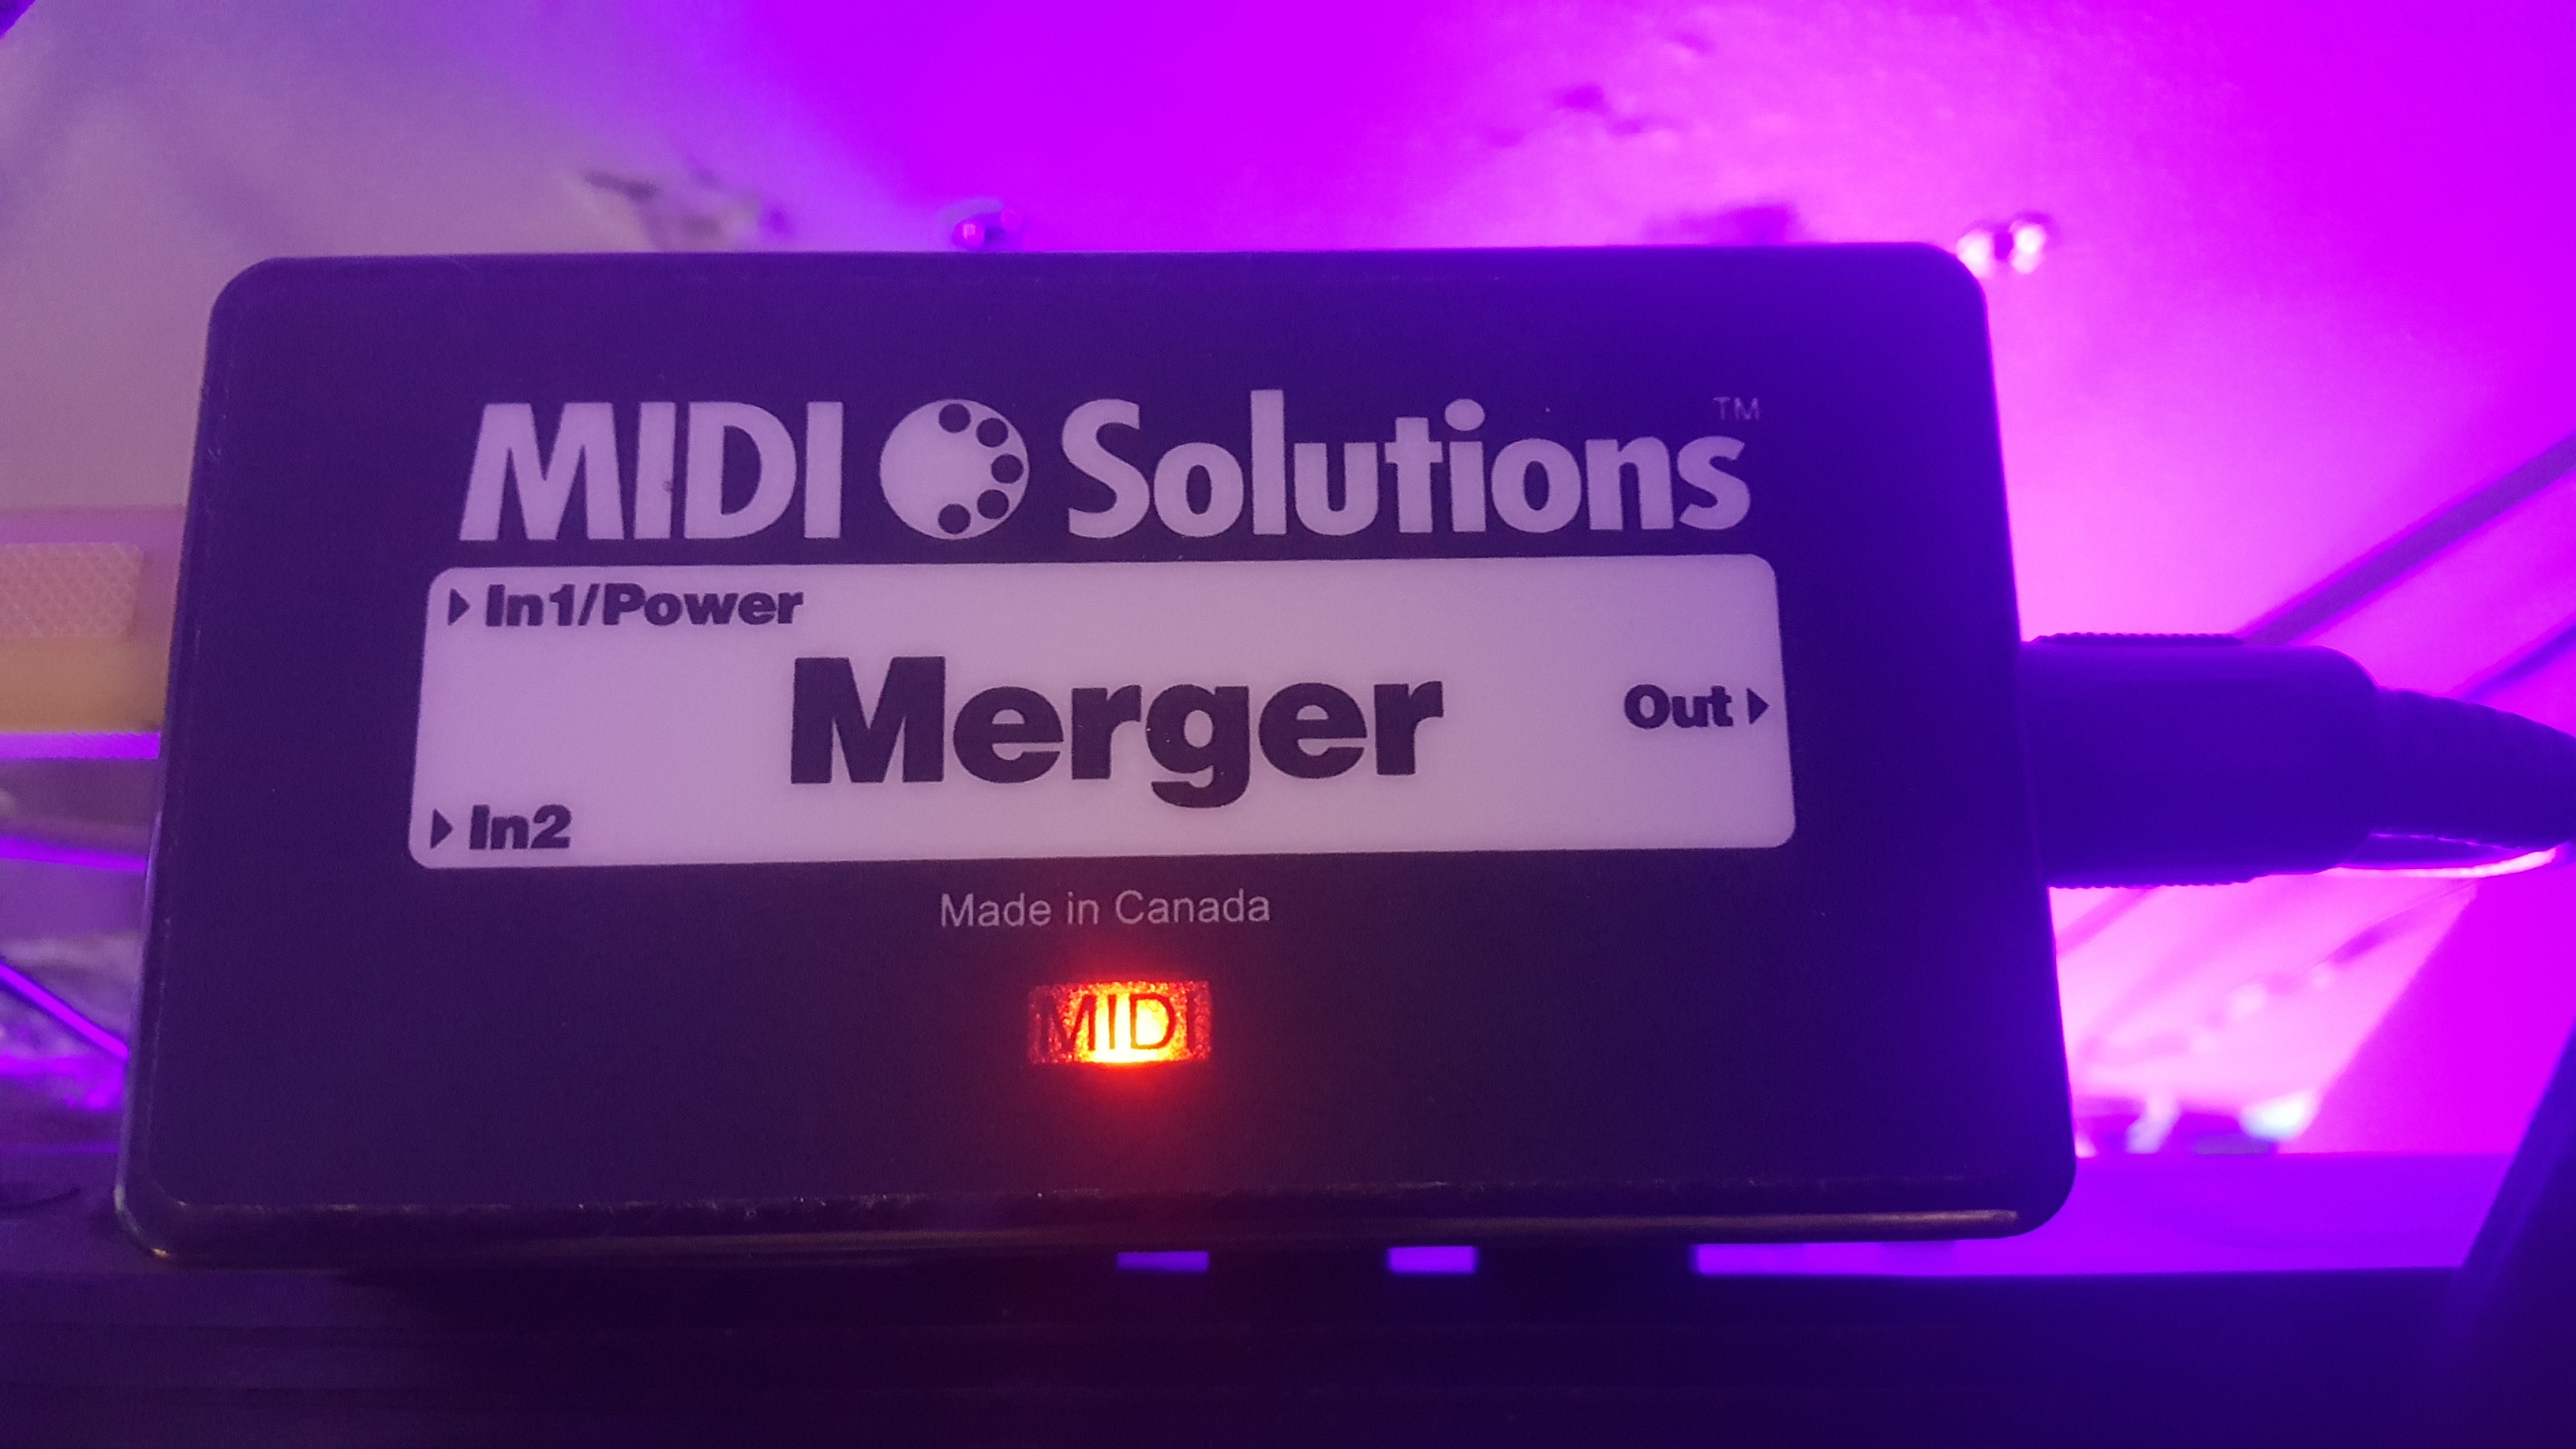 MIDI Solutions™
In1/Power
Merger
Out
In2
Made in Canada
MIDI